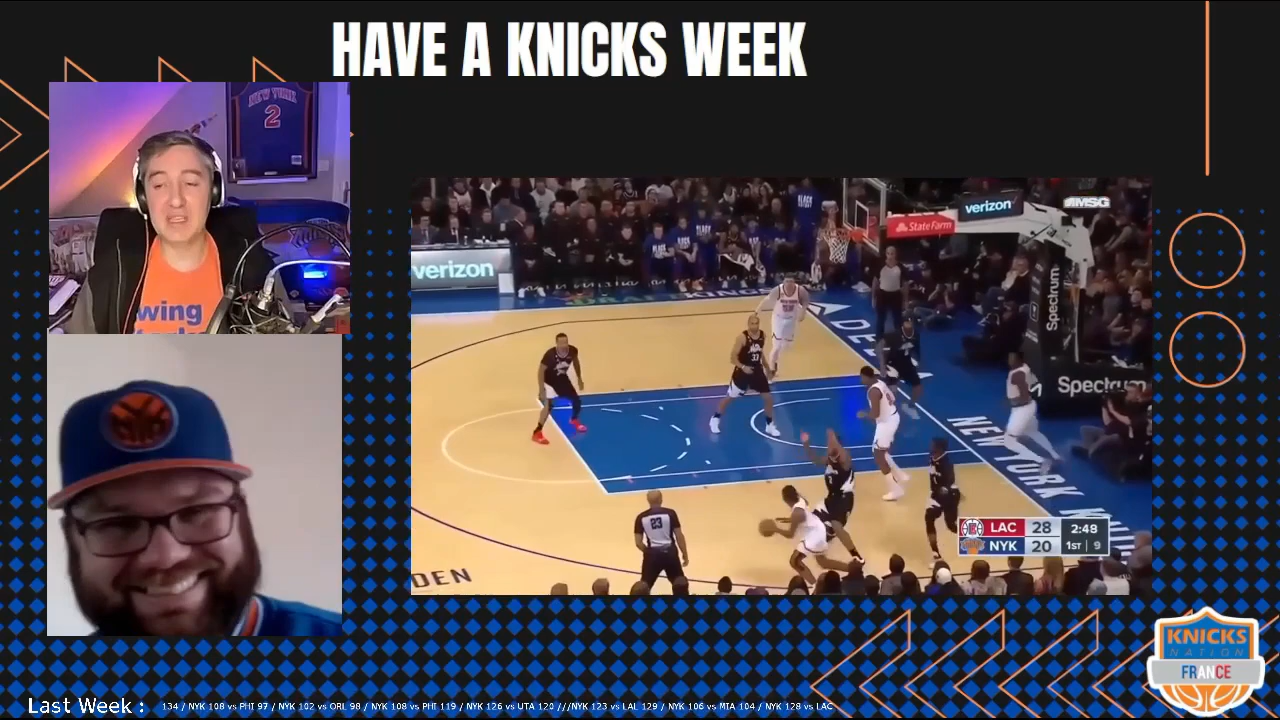 HAVE A KNICKS WEEK
NEW YORK
2
wing
verizon
verizon
MSG
State Farm
Spectrum
Spectrum
NEW YORK
DEN
23
33
LAC 28 2:48
NYK 20 1ST | 9
KNICKS
NATION
FRANCE
Last Week : 134 / NYK 108 vs PHI 97 / NYK 102 vs ORL 98 / NYK 108 vs PHI 119 / NYK 126 vs UTA 120 ///NYK 123 vs LAL 129 / NYK 106 vs MIA 104 / NYK 128 vs LAC